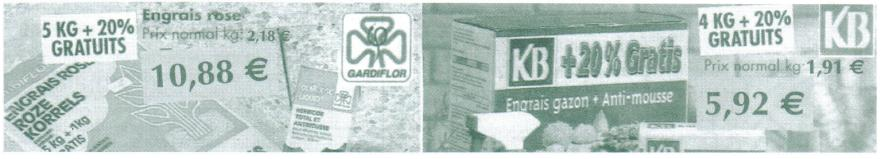 5 KG + 20%
GRATUITS
Engrais rose
Prix normal kg: 2,18 €
10,88 €
GARDIFLOR
ENGRAIS ROSE
ROZE
KORRELS
5 KG + 1KG
HERBICIDE
TOTAL ET
ANTIMOUSSE
KB
+20% Gratis
Engrais gazon + Anti-mousse
4 KG + 20%
GRATUITS
KB
Prix normal kg 1,91 €
5,92 €